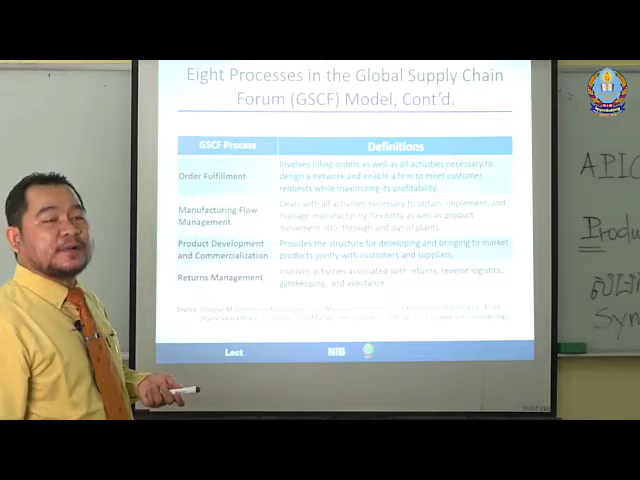 Eight Processes in the Global Supply Chain
Forum (GSCF) Model, Cont'd.
GSCF Process
Definitions
Order Fulfillment
Involves filling orders as well as all activities necessary to
design a network and enable a firm to meet customer
requests while maximizing its profitability.
Manufacturing Flow
Management
Deals with all activities necessary to obtain, implement, and
manage manufacturing flexibility as well as product
movement into, through and out of plants.
Product Development
and Commercialization
Provides the structure for developing and bringing to market
products jointly with customers and suppliers.
Returns Management
Involves activities associated with returns, reverse logistics,
gatekeeping, and avoidance
Source: Douglas M.
Lect
NIB
APIC
Produ
Syn